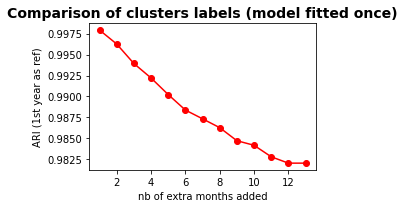 Comparison of clusters labels (model fitted once)
0.9975
0.9950
0.9925
0.9900
0.9875
0.9850
0.9825
ARI (1st year as ref)
2 4 6 8 10 12
nb of extra months added